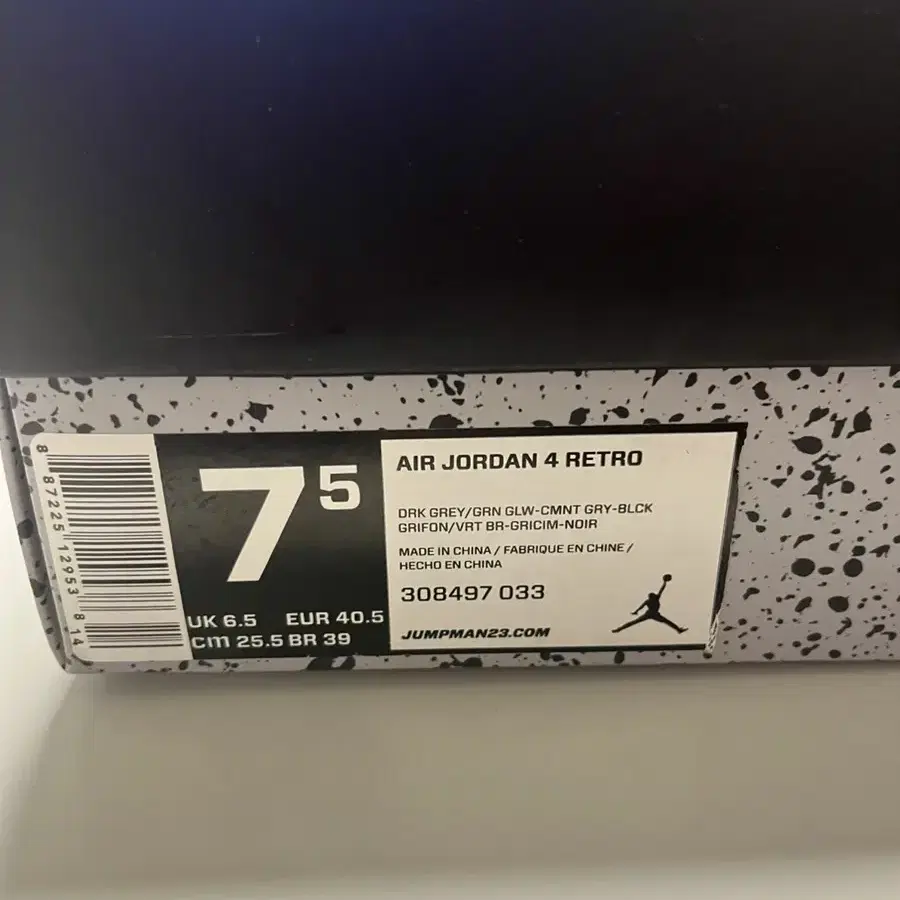 8 87225 12953 8 14
7 5
UK 6.5 EUR 40.5
cm 25.5 BR 39
AIR JORDAN 4 RETRO
DRK GREY/GRN GLW-CMNT GRY-BLCK
GRIFON/VRT BR-GRICIM-NOIR
MADE IN CHINA / FABRIQUE EN CHINE /
HECHO EN CHINA
308497 033
JUMPMAN23.COM